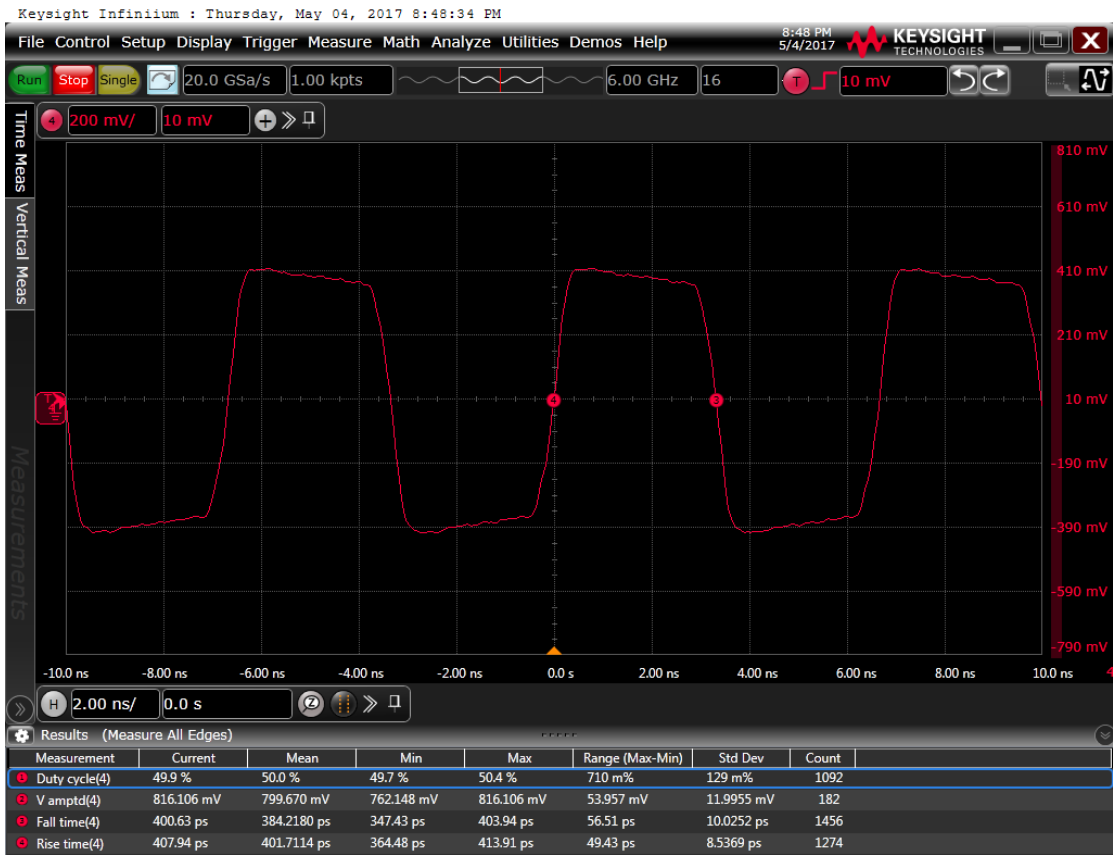 Keysight Infiniium : Thursday, May 04, 2017 8:48:34 PM
File Control Setup Display Trigger Measure Math Analyze Utilities Demos Help
8:48 PM
5/4/2017
KEYSIGHT
TECHNOLOGIES
Run Stop Single 20.0 GSa/s 1.00 kpts 6.00 GHz 16 T 10 mV
4 200 mV/ 10 mV
Time Meas
Vertical Meas
Measurements
810 mV
610 mV
410 mV
210 mV
10 mV
-190 mV
-390 mV
-590 mV
-790 mV
T
4
3
-10.0 ns -8.00 ns -6.00 ns -4.00 ns -2.00 ns 0.0 s 2.00 ns 4.00 ns 6.00 ns 8.00 ns 10.0 ns 4
H 2.00 ns/ 0.0 s Z
Results (Measure All Edges)
Measurement Current Mean Min Max Range (Max-Min) Std Dev Count
1 Duty cycle(4) 49.9 % 50.0 % 49.7 % 50.4 % 710 m% 129 m% 1092
2 V amptd(4) 816.106 mV 799.670 mV 762.148 mV 816.106 mV 53.957 mV 11.9955 mV 182
3 Fall time(4) 400.63 ps 384.2180 ps 347.43 ps 403.94 ps 56.51 ps 10.0252 ps 1456
4 Rise time(4) 407.94 ps 401.7114 ps 364.48 ps 413.91 ps 49.43 ps 8.5369 ps 1274